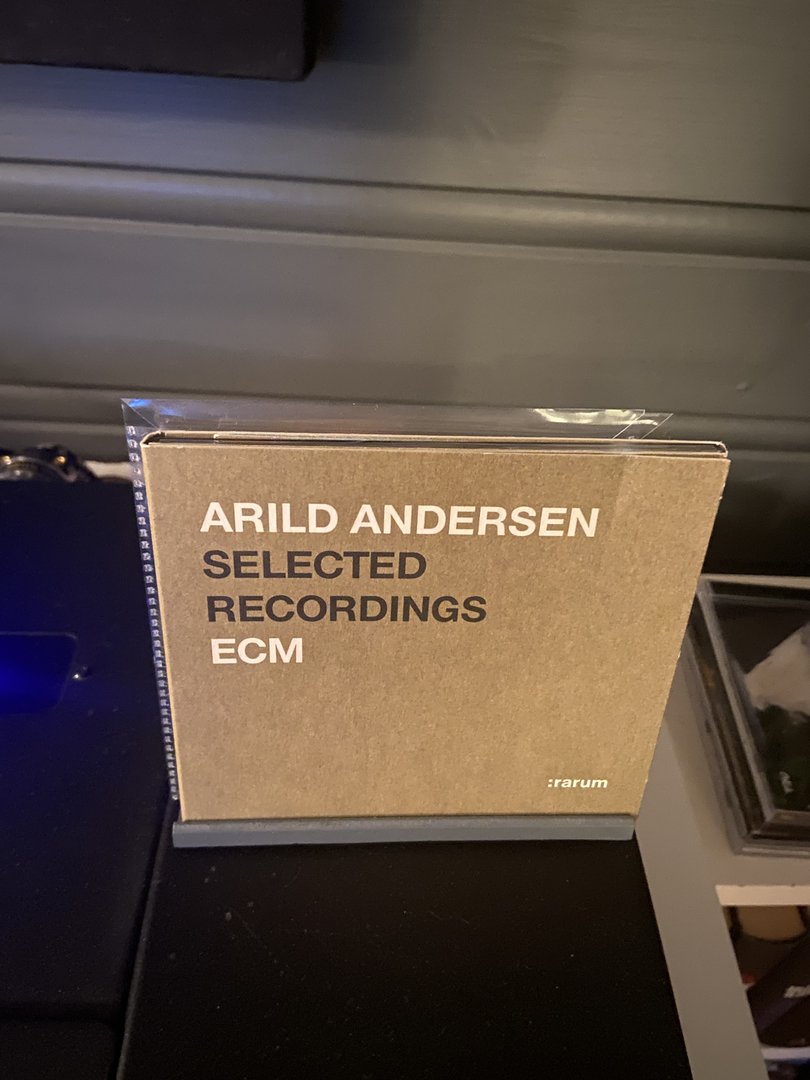 ARILD ANDERSEN
SELECTED
RECORDINGS
ECM
:rarum